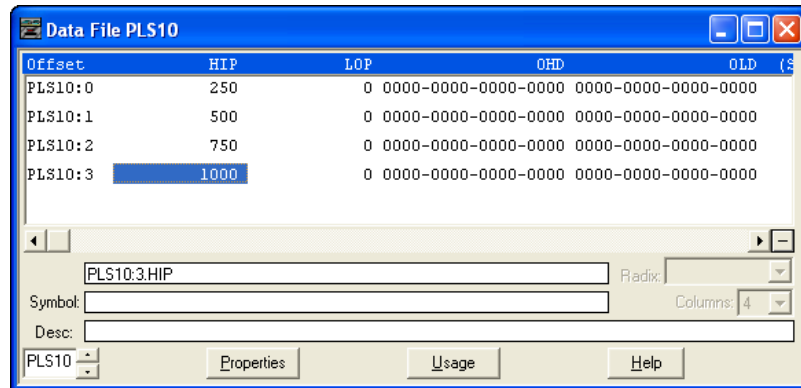 Data File PLS10
Offset HIP LOP OHD OLD (S
PLS10:0 250 0 0000-0000-0000-0000 0000-0000-0000-0000
PLS10:1 500 0 0000-0000-0000-0000 0000-0000-0000-0000
PLS10:2 750 0 0000-0000-0000-0000 0000-0000-0000-0000
PLS10:3 1000 0 0000-0000-0000-0000 0000-0000-0000-0000
PLS10:3.HIP Radix:
Symbol: Columns: 4
Desc:
PLS10 Properties Usage Help